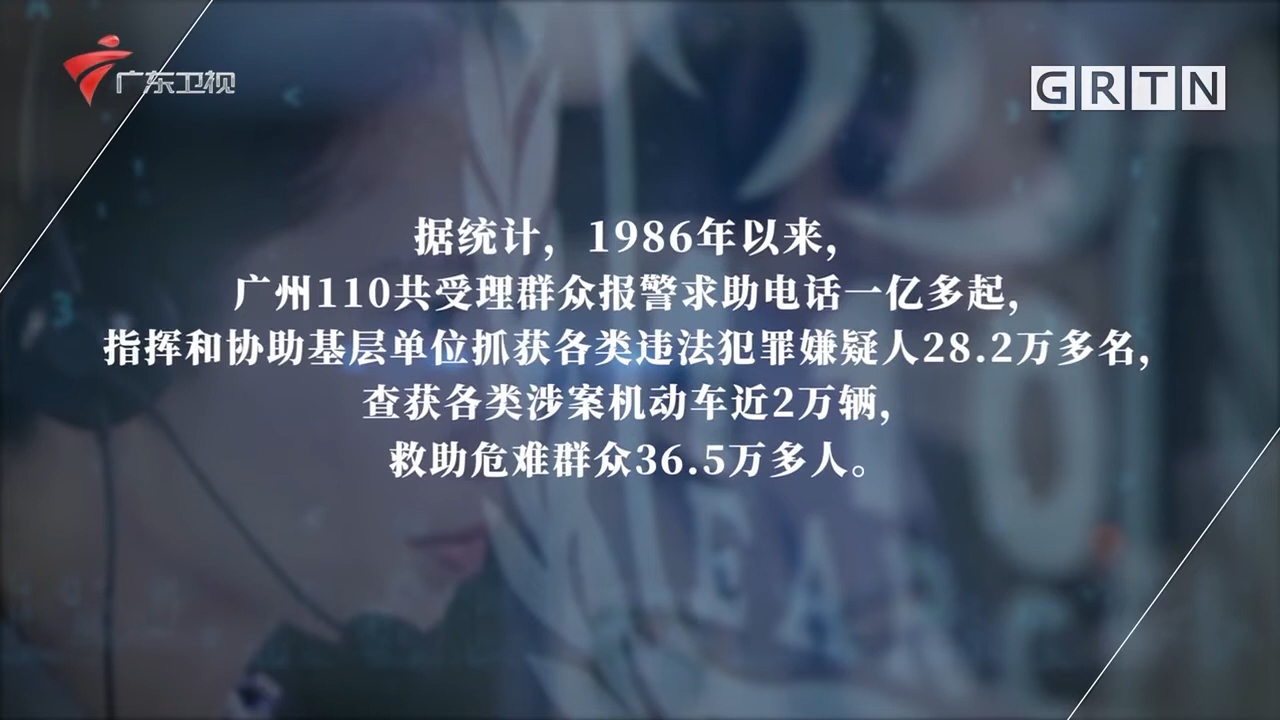 广东卫视
GRTN
据统计，1986年以来，
广州110共受理群众报警求助电话一亿多起，
指挥和协助基层单位抓获各类违法犯罪嫌疑人28.2万多名，
查获各类涉案机动车近2万辆，
救助危难群众36.5万多人。